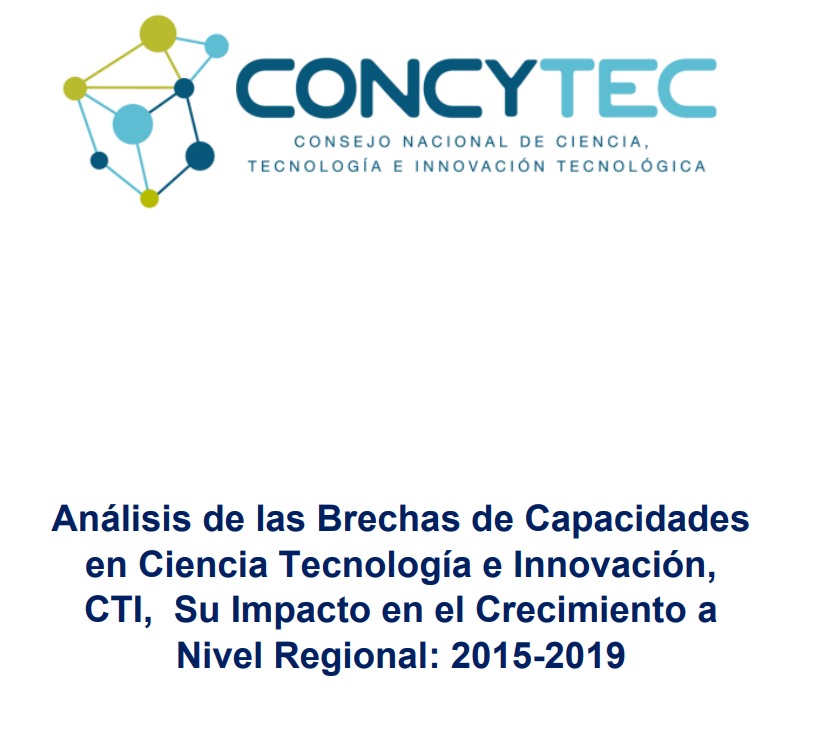 CONCYTEC
CONSEJO NACIONAL DE CIENCIA,
TECNOLOGÍA E INNOVACIÓN TECNOLÓGICA
Análisis de las Brechas de Capacidades
en Ciencia Tecnología e Innovación,
CTI,  Su Impacto en el Crecimiento a
Nivel Regional: 2015-2019